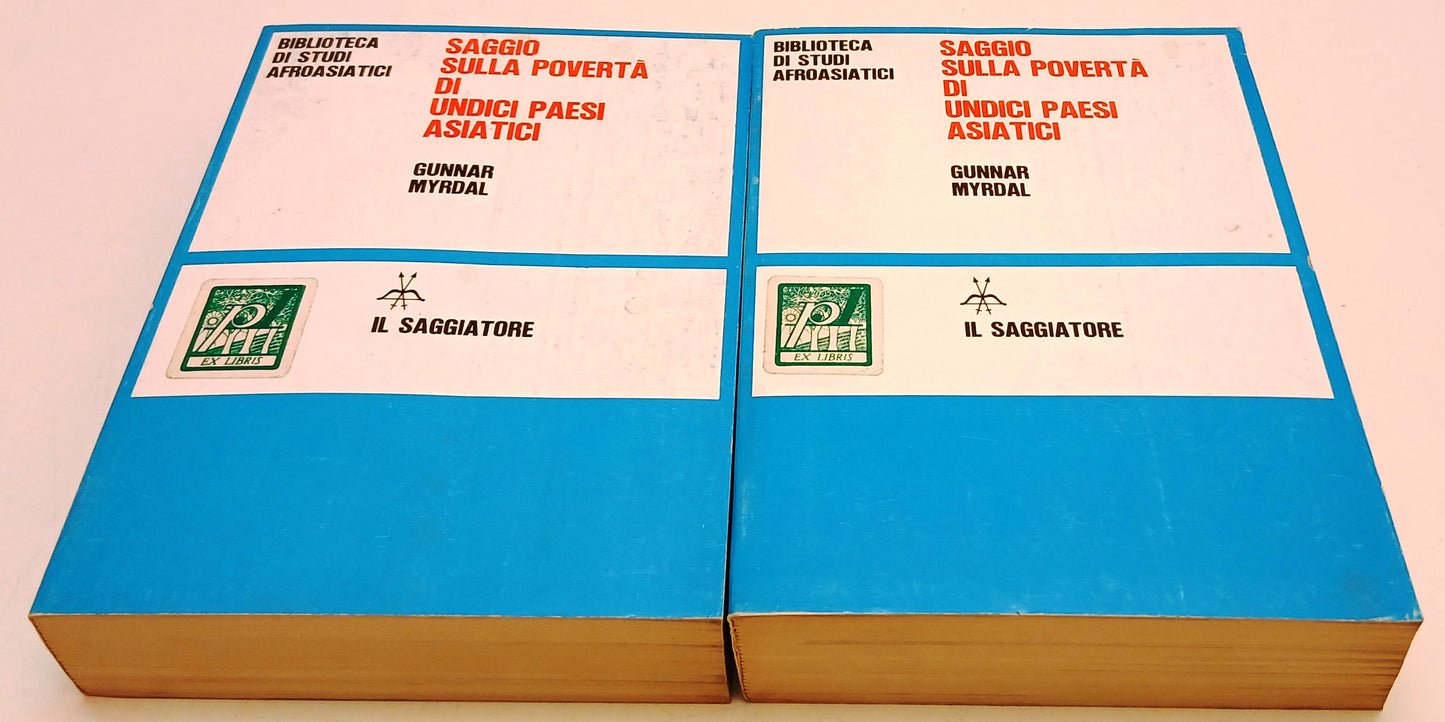 BIBLIOTECA
DI STUDI
AFROASIATICI
SAGGIO
SULLA POVERTÀ
DI
UNDICI PAESI
ASIATICI
GUNNAR
MYRDAL
IL SAGGIATORE
EX LIBRIS
BIBLIOTECA
DI STUDI
AFROASIATICI
SAGGIO
SULLA POVERTÀ
DI
UNDICI PAESI
ASIATICI
GUNNAR
MYRDAL
IL SAGGIATORE
EX LIBRIS